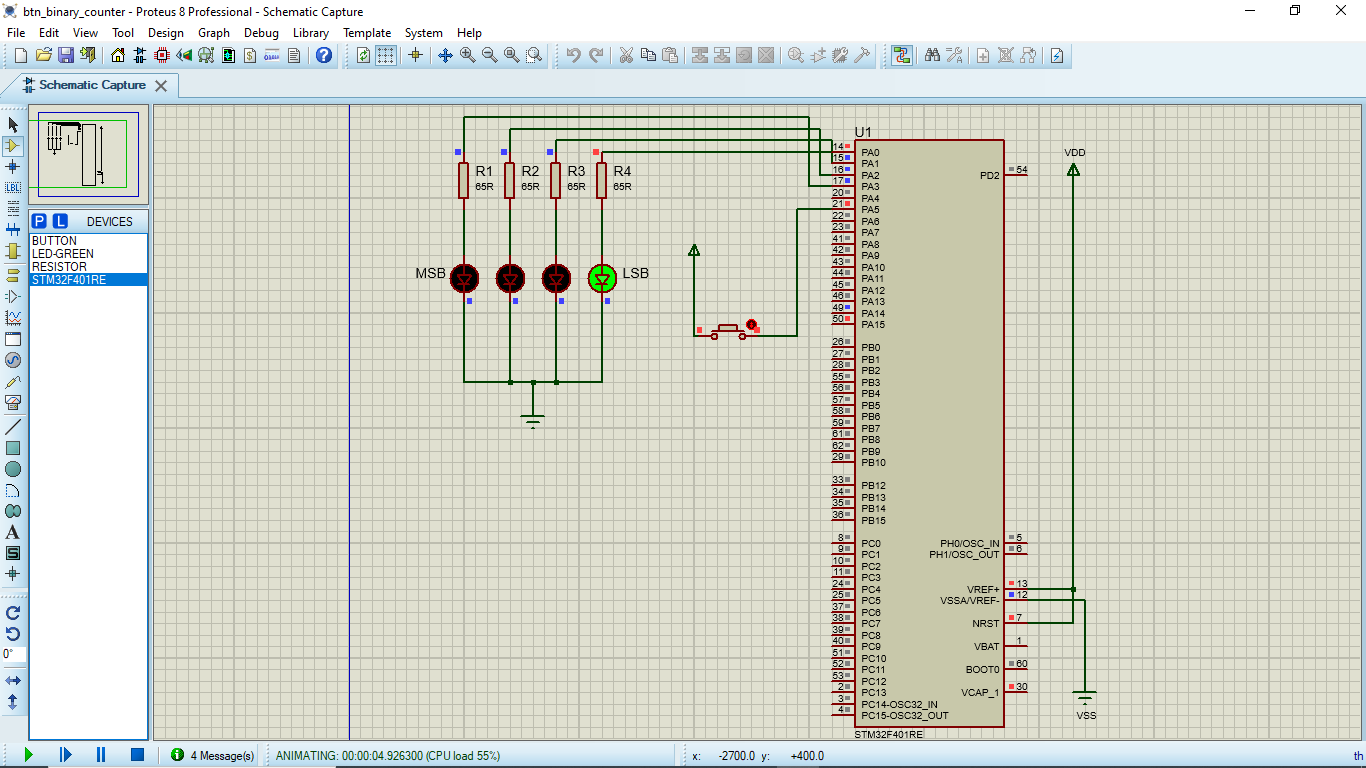 btn_binary_counter - Proteus 8 Professional - Schematic Capture
File Edit View Tool Design Graph Debug Library Template System Help
Schematic Capture
P L DEVICES
BUTTON
LED-GREEN
RESISTOR
STM32F401RE
LBL
A
S
0°
R1
65R
R2
65R
R3
65R
R4
65R
MSB
LSB
U1
14 PA0
15 PA1
16 PA2
17 PA3
20 PA4
21 PA5
22 PA6
23 PA7
41 PA8
42 PA9
43 PA10
44 PA11
45 PA12
46 PA13
49 PA14
50 PA15
26 PB0
27 PB1
28 PB2
55 PB3
56 PB4
57 PB5
58 PB6
59 PB7
61 PB8
62 PB9
29 PB10
33 PB12
34 PB13
35 PB14
36 PB15
8 PC0
9 PC1
10 PC2
11 PC3
24 PC4
25 PC5
37 PC6
38 PC7
39 PC8
40 PC9
51 PC10
52 PC11
53 PC12
2 PC13
3 PC14-OSC32_IN
4 PC15-OSC32_OUT
PD2 54
PH0/OSC_IN 5
PH1/OSC_OUT 6
VREF+ 13
VSSA/VREF- 12
NRST 7
VBAT 1
BOOT0 60
VCAP_1 30
VDD
VSS
STM32F401RE
4 Message(s)
ANIMATING: 00:00:04.926300 (CPU load 55%)
x: -2700.0 y: +400.0
th